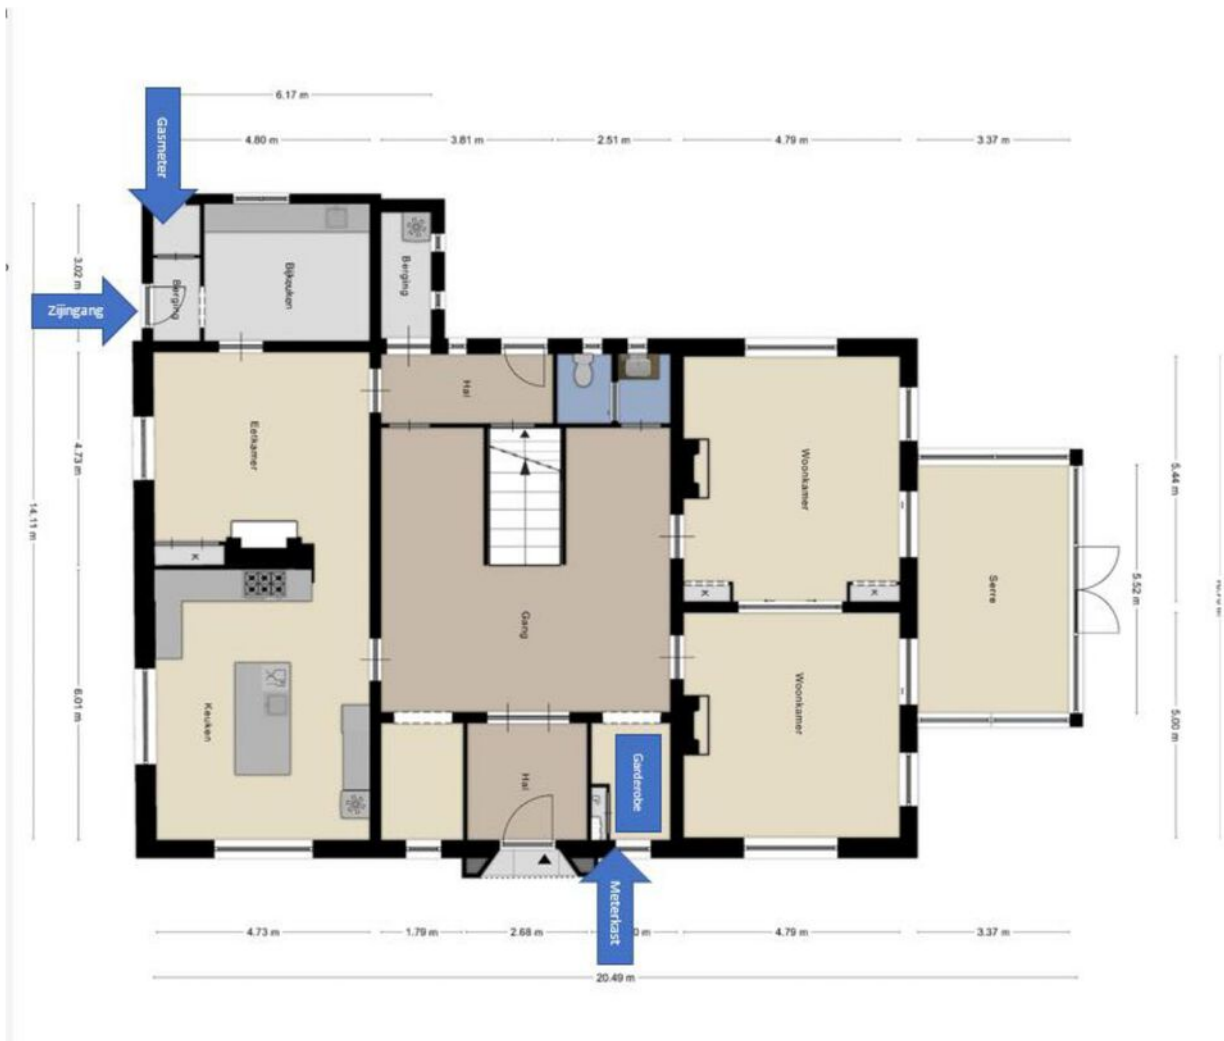 6.17 m
4.80 m
3.81 m
2.51 m
4.79 m
3.37 m
Gasmeter
3.02 m
Zijingang
Berging
Bijkeuken
Berging
Hal
Eetkamer
4.73 m
14.11 m
K
Woonkamer
5.44 m
Serre
5.52 m
K
K
Gang
Keuken
6.01 m
Woonkamer
5.00 m
Hal
Garderobe
Meterkast
4.73 m
1.79 m
2.68 m
4.79 m
3.37 m
20.49 m